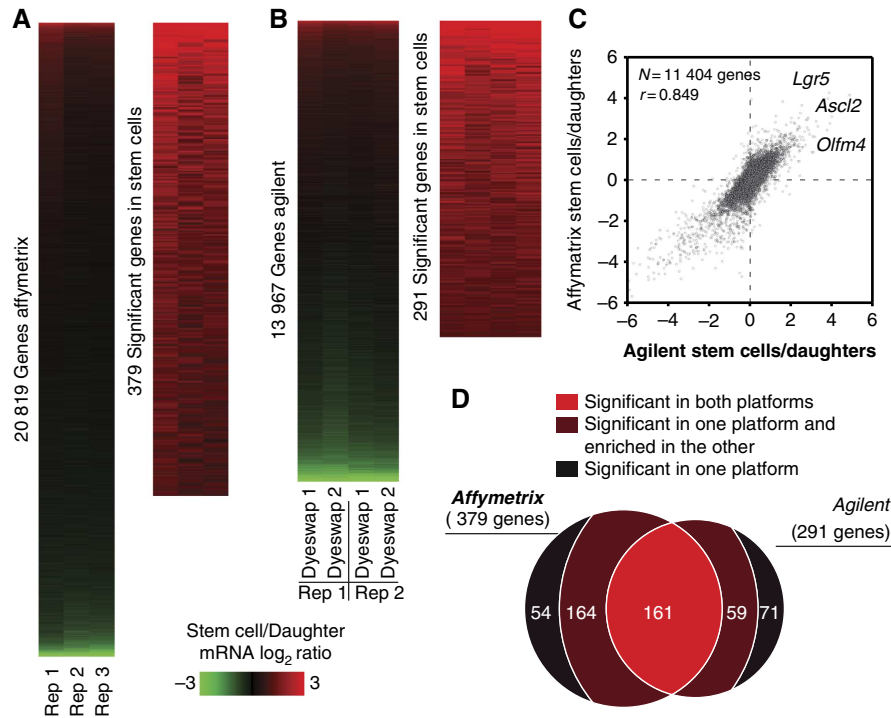 A
20 819 Genes affymetrix
379 Significant genes in stem cells
Rep 1
Rep 2
Rep 3
B
13 967 Genes agilent
291 Significant genes in stem cells
Dyeswap 1
Dyeswap 2
Dyeswap 1
Dyeswap 2
Rep 1
Rep 2
Stem cell/Daughter
mRNA log2 ratio
−3
3
C
Affymatrix stem cells/daughters
6
4
2
0
−2
−4
−6
N = 11 404 genes
r = 0.849
Lgr5
Ascl2
Olfm4
−6
−4
−2
0
2
4
6
Agilent stem cells/daughters
D
Significant in both platforms
Significant in one platform and
enriched in the other
Significant in one platform
Affymetrix
( 379 genes)
Agilent
(291 genes)
54
164
161
59
71